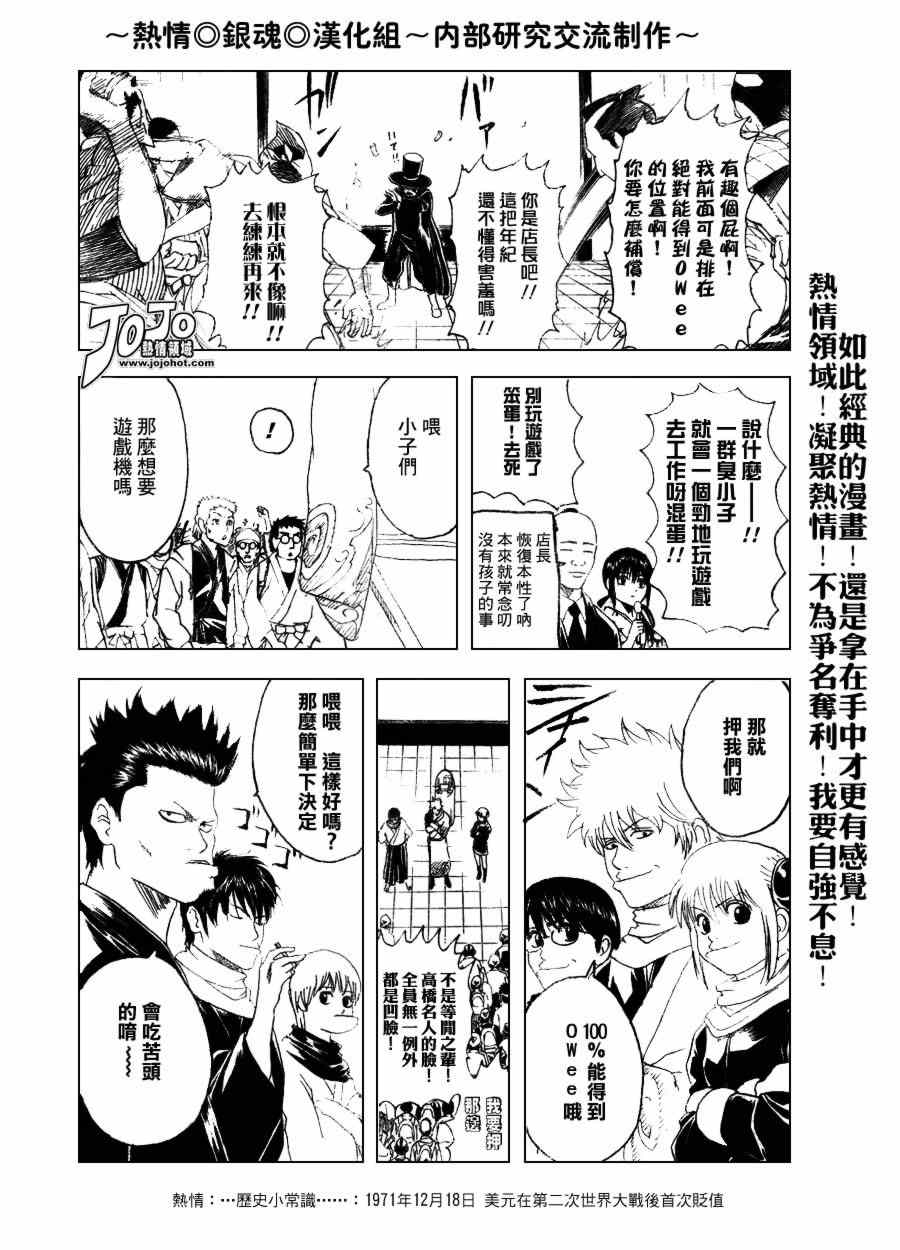 ～熱情◎銀魂◎漢化組～内部研究交流制作～
有趣個屁啊！
我前面可是排在
絕對能得到OWee
的位置啊！
你要怎麼補償！
バァ
ン
你是店長吧!!
這把年紀
還不懂得害羞嗎!!
根本就不像嘛!!
去練練再來!!
JOJO
熱情領域
www.jojohot.com
說什麼——!!
一群臭小子
就會一個勁地玩遊戲
去工作呀混蛋!!
別玩遊戲了
笨蛋！去死
店長
恢復本性了吶
本來就常念叨
沒有孩子的事
喂
小子們
！
那麼想要
遊戲機嗎
那就
押我們啊
100%能得到
OWee哦
不是等閒之輩！
高橋名人的臉！
全員無一例外
都是凹臉！
我要押
那邊
喂喂 這樣好嗎？
那麼簡單下決定
ゴゴゴ
會吃苦頭
的唷～～
如此經典的漫畫！還是拿在手中才更有感覺！
熱情領域！凝聚熱情！不為爭名奪利！我要自強不息！
熱情：…歷史小常識……：1971年12月18日 美元在第二次世界大戰後首次貶值